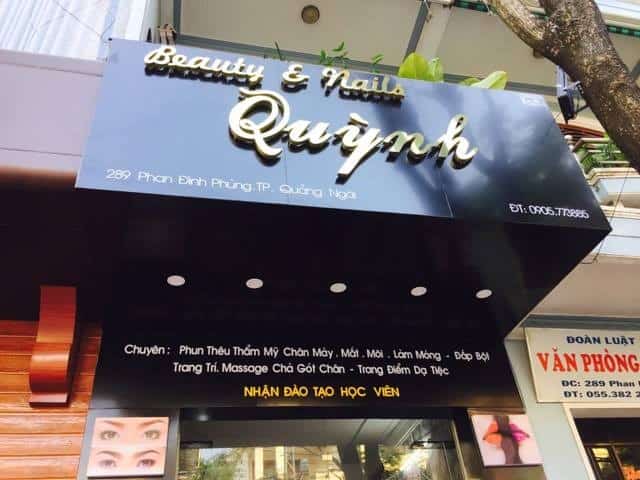 Beauty & Nails
Quỳnh
289 Phan Đình Phùng.TP. Quảng Ngãi
ĐT: 0905.773885
Chuyên : Phun Thêu Thẩm Mỹ Chân Mày . Mắt . Môi . Làm Móng - Đắp Bột
Trang Trí. Massage Chà Gót Chân - Trang Điểm Dạ Tiệc
NHẬN ĐÀO TẠO HỌC VIÊN
ĐOÀN LUẬT
VĂN PHÒNG
ĐC: 289 Phan
ĐT: 055.382 2